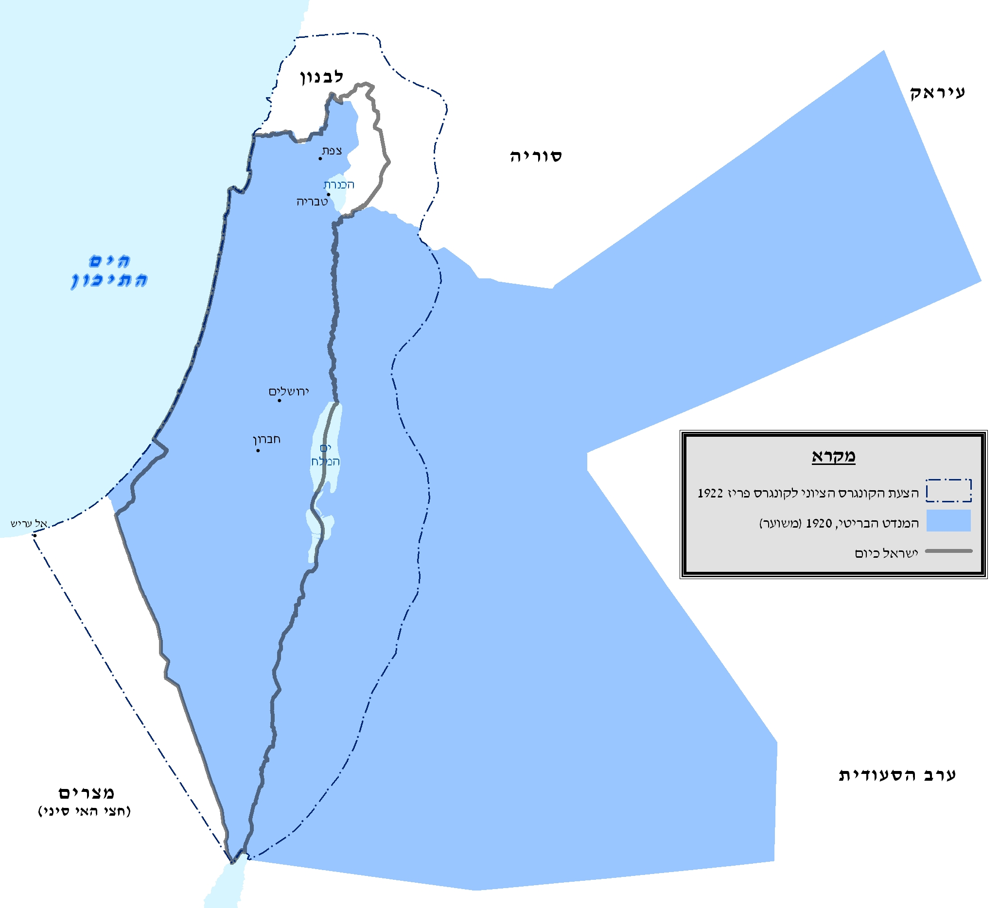 לבנון
עיראק
סוריה
צפת
הכנרת
טבריה
הים
התיכון
ירושלים
חברון
ים
המלח
אל עריש
מקרא
הצעת הקונגרס הציוני לקונגרס פריז 1922
המנדט הבריטי, 1920 (משוער)
ישראל כיום
ערב הסעודית
מצרים
(חצי האי סיני)